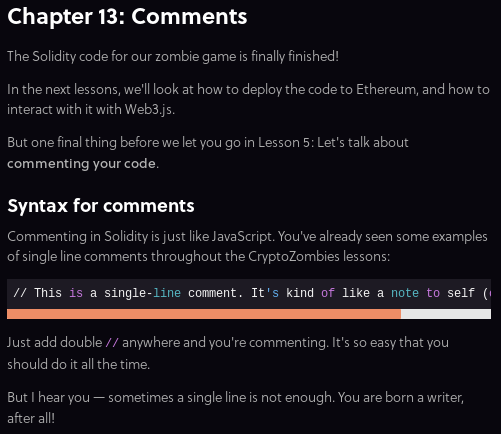 Chapter 13: Comments
The Solidity code for our zombie game is finally finished!
In the next lessons, we'll look at how to deploy the code to Ethereum, and how to
interact with it with Web3.js.
But one final thing before we let you go in Lesson 5: Let's talk about
commenting your code.
Syntax for comments
Commenting in Solidity is just like JavaScript. You've already seen some examples
of single line comments throughout the CryptoZombies lessons:
// This is a single-line comment. It's kind of like a note to self (
Just add double // anywhere and you're commenting. It's so easy that you
should do it all the time.
But I hear you — sometimes a single line is not enough. You are born a writer,
after all!